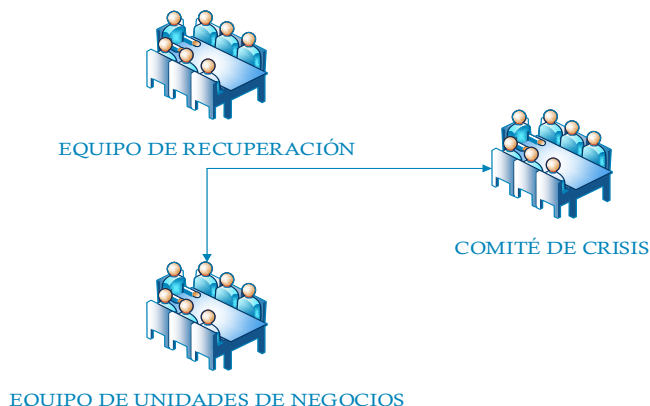 EQUIPO DE RECUPERACIÓN
COMITÉ DE CRISIS
EQUIPO DE UNIDADES DE NEGOCIOS